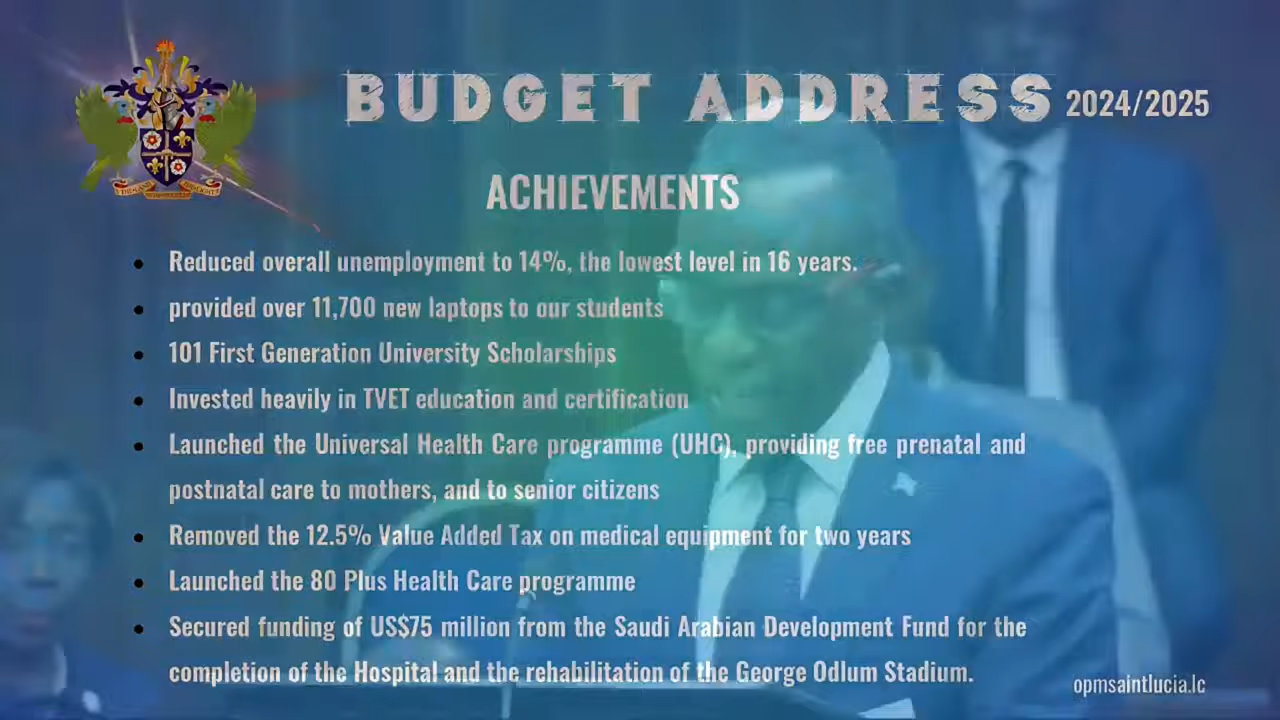 BUDGET ADDRESS 2024/2025
ACHIEVEMENTS
• Reduced overall unemployment to 14%, the lowest level in 16 years.
• provided over 11,700 new laptops to our students
• 101 First Generation University Scholarships
• Invested heavily in TVET education and certification
• Launched the Universal Health Care programme (UHC), providing free prenatal and
postnatal care to mothers, and to senior citizens
• Removed the 12.5% Value Added Tax on medical equipment for two years
• Launched the 80 Plus Health Care programme
• Secured funding of US$75 million from the Saudi Arabian Development Fund for the
completion of the Hospital and the rehabilitation of the George Odlum Stadium.
opmsaintlucia.lc